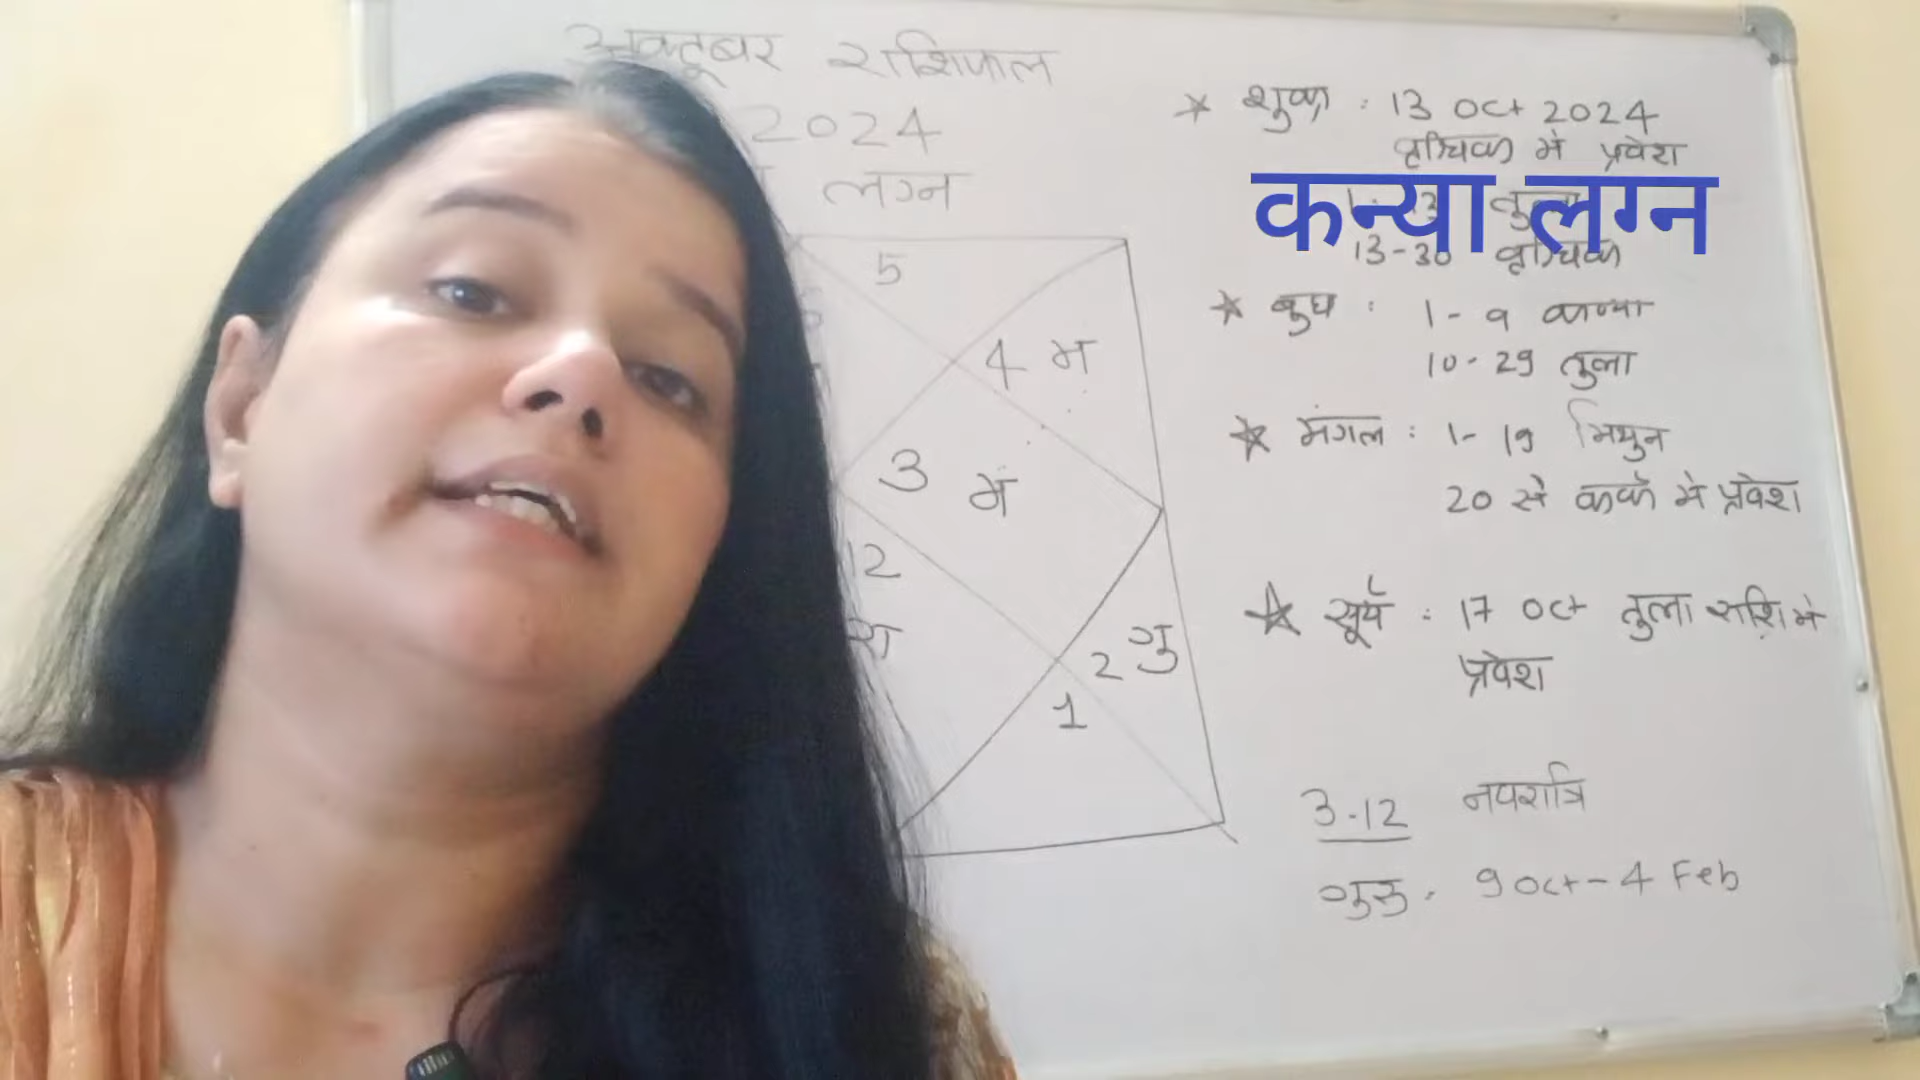 अक्टूबर राशिफल
2024
लग्न
5
4 म
3 मं
12
श
2 गु
1
* शुक्र : 13 Oct 2024
वृश्चिक मे प्रवेश
कन्या लग्न
13-30 वृश्चिक
* बुध : 1-9 कन्या
10-29 तुला
* मंगल : 1-19 मिथुन
20 से कर्क मे प्रवेश
* सूर्य : 17 Oct तुला राशि मे
प्रवेश
3-12 नवरात्रि
गुरु - 9 Oct - 4 Feb